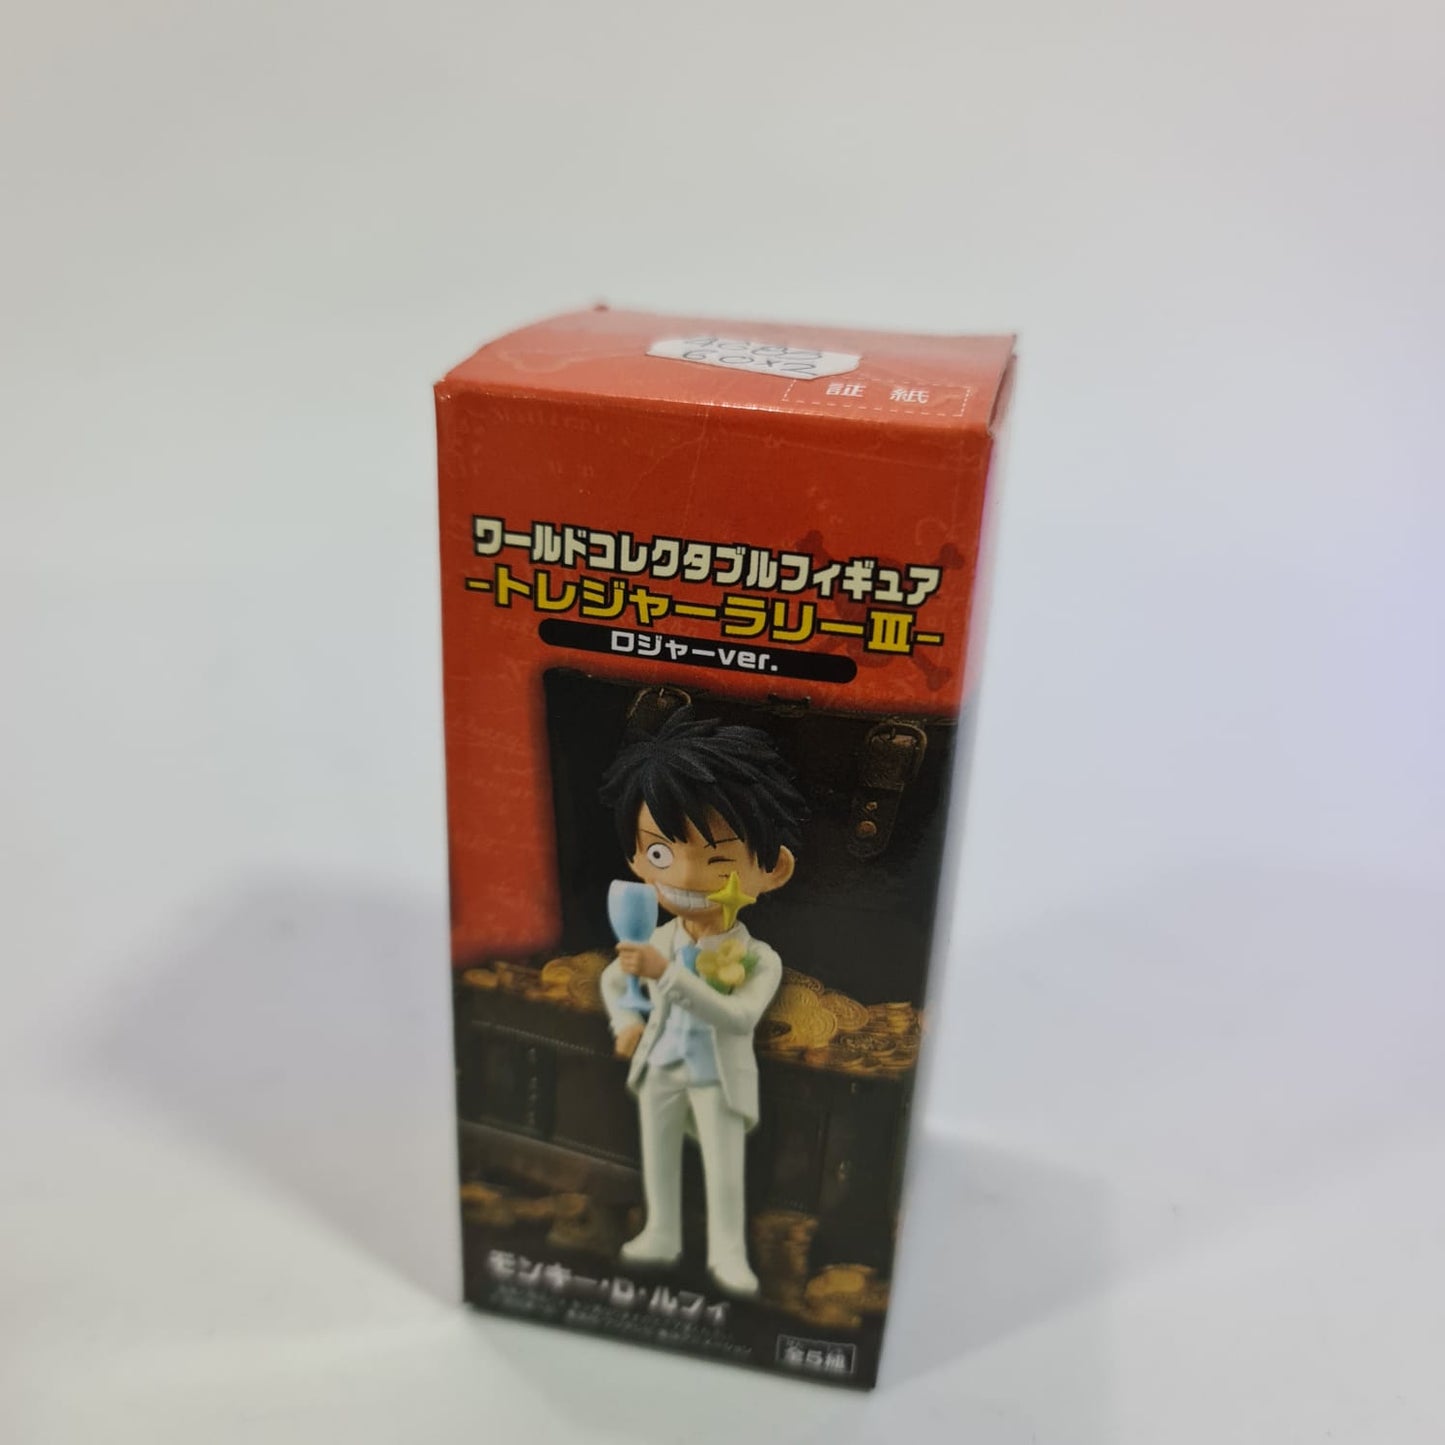 60x2
証 紙
ワールドコレクタブルフィギュア
-トレジャーラリーⅢ-
ロジャーver.
モンキー・D・ルフィ
全5種